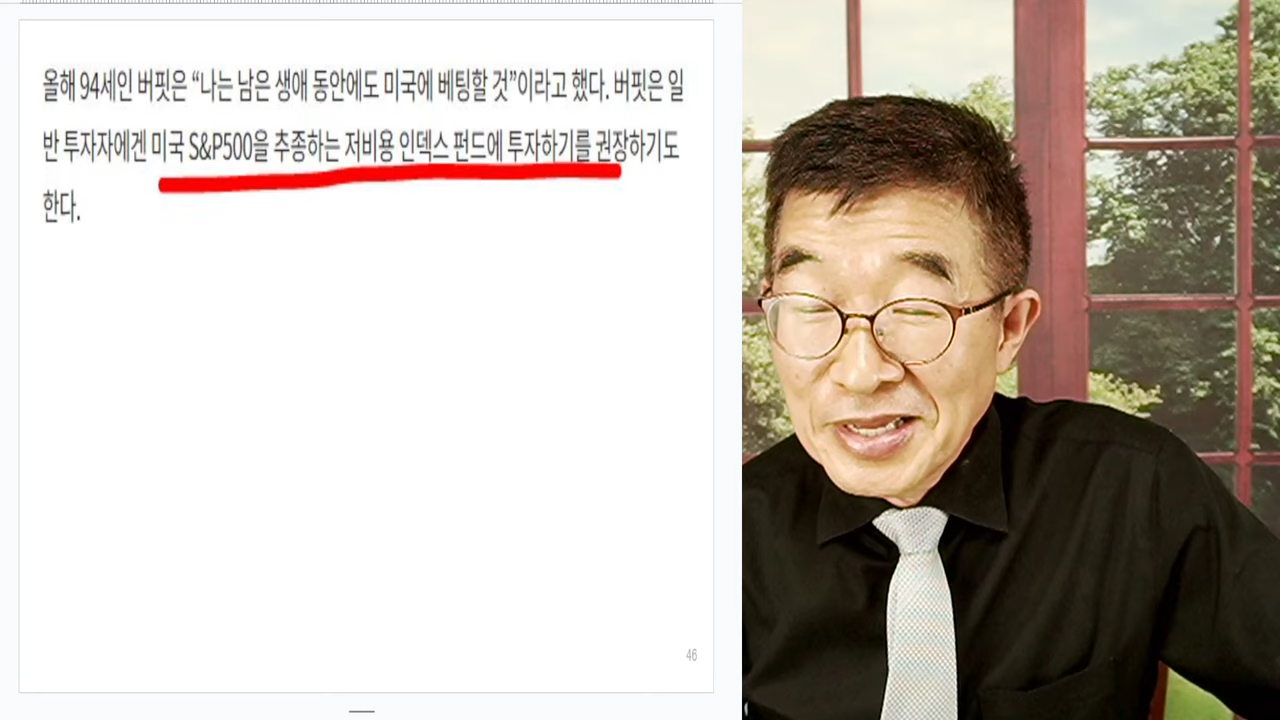 올해 94세인 버핏은 “나는 남은 생애 동안에도 미국에 베팅할 것”이라고 했다. 버핏은 일
반 투자자에겐 미국 S&P500을 추종하는 저비용 인덱스 펀드에 투자하기를 권장하기도
한다.
46